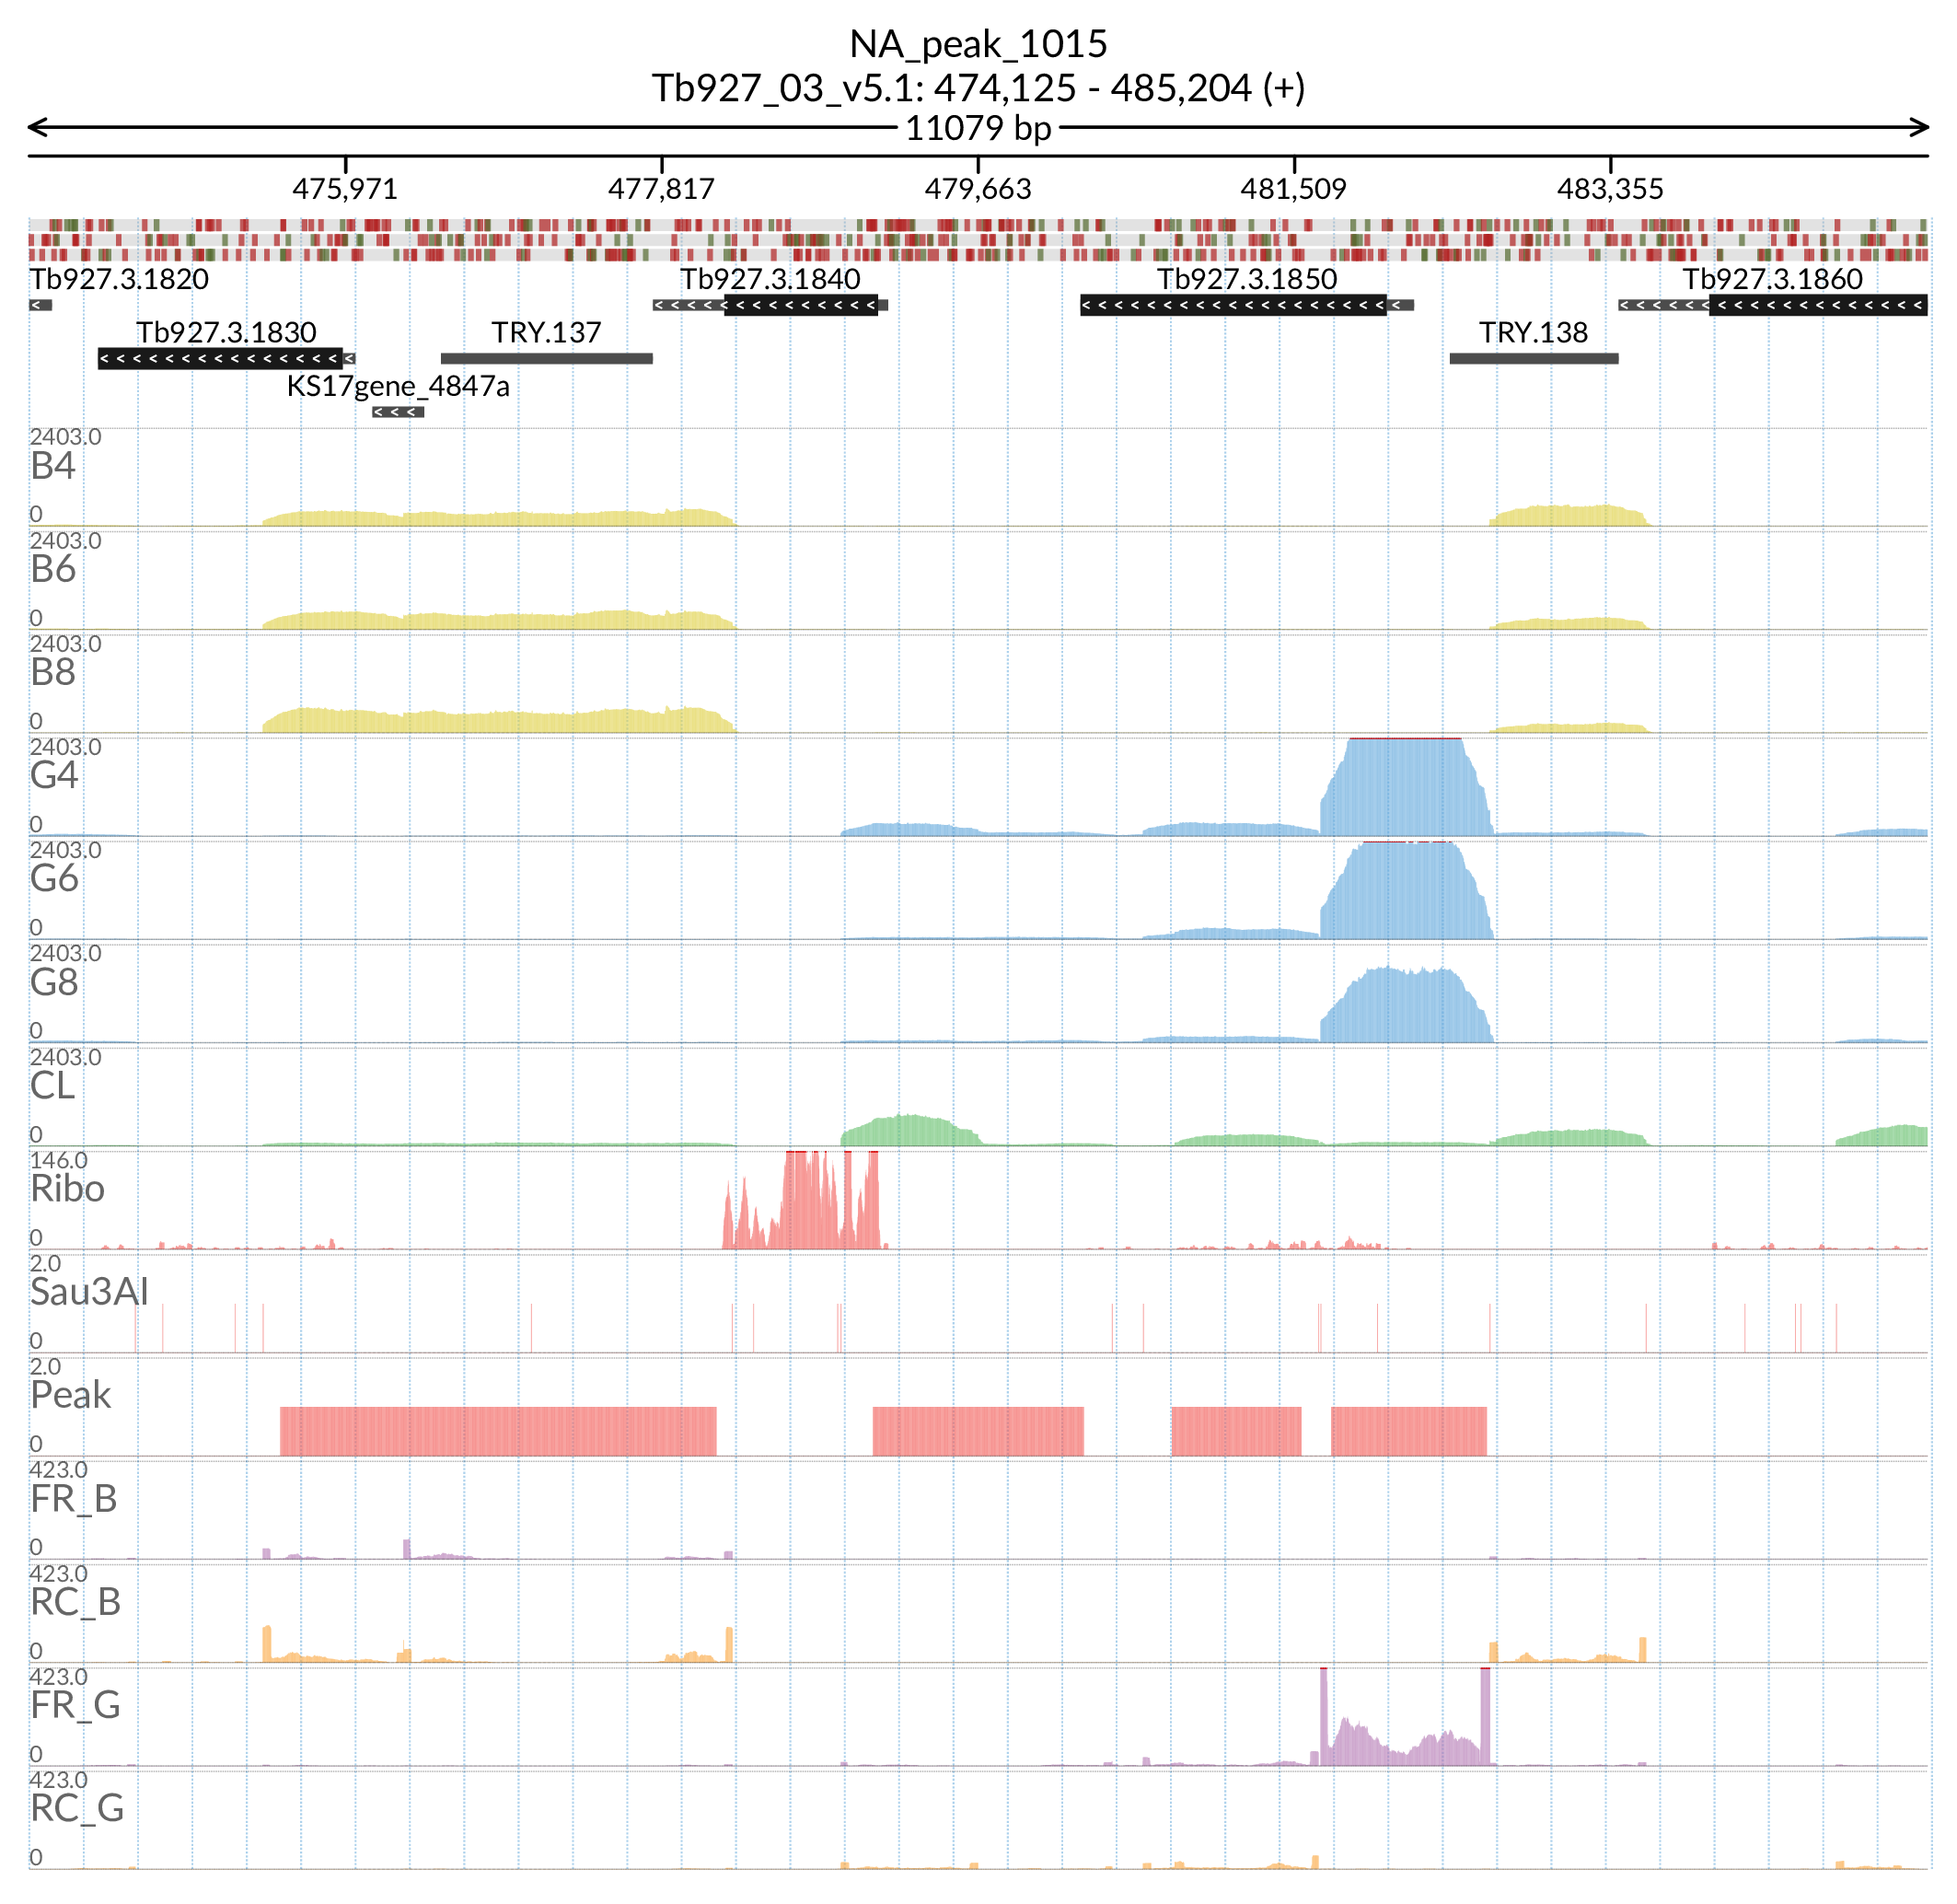 NA_peak_1015
Tb927_03_v5.1: 474,125 - 485,204 (+)
11079 bp
475,971 477,817 479,663 481,509 483,355
Tb927.3.1820 Tb927.3.1840 Tb927.3.1850 Tb927.3.1860
Tb927.3.1830 TRY.137 TRY.138
KS17gene_4847a
2403.0
B4
0
2403.0
B6
0
2403.0
B8
0
2403.0
G4
0
2403.0
G6
0
2403.0
G8
0
2403.0
CL
0
146.0
Ribo
0
2.0
Sau3AI
0
2.0
Peak
0
423.0
FR_B
0
423.0
RC_B
0
423.0
FR_G
0
423.0
RC_G
0